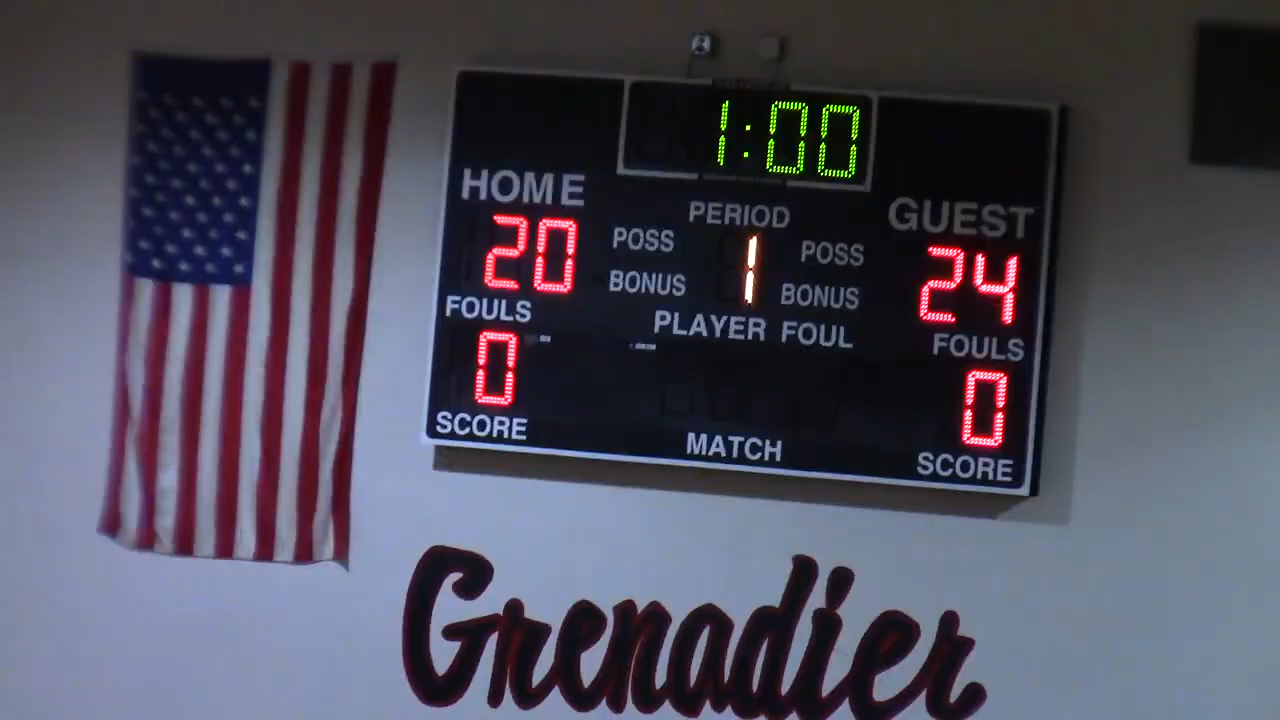 1:00
HOME PERIOD GUEST
20 POSS 1 POSS 24
BONUS BONUS
FOULS PLAYER FOUL FOULS
0 0
SCORE MATCH SCORE
Grenadier